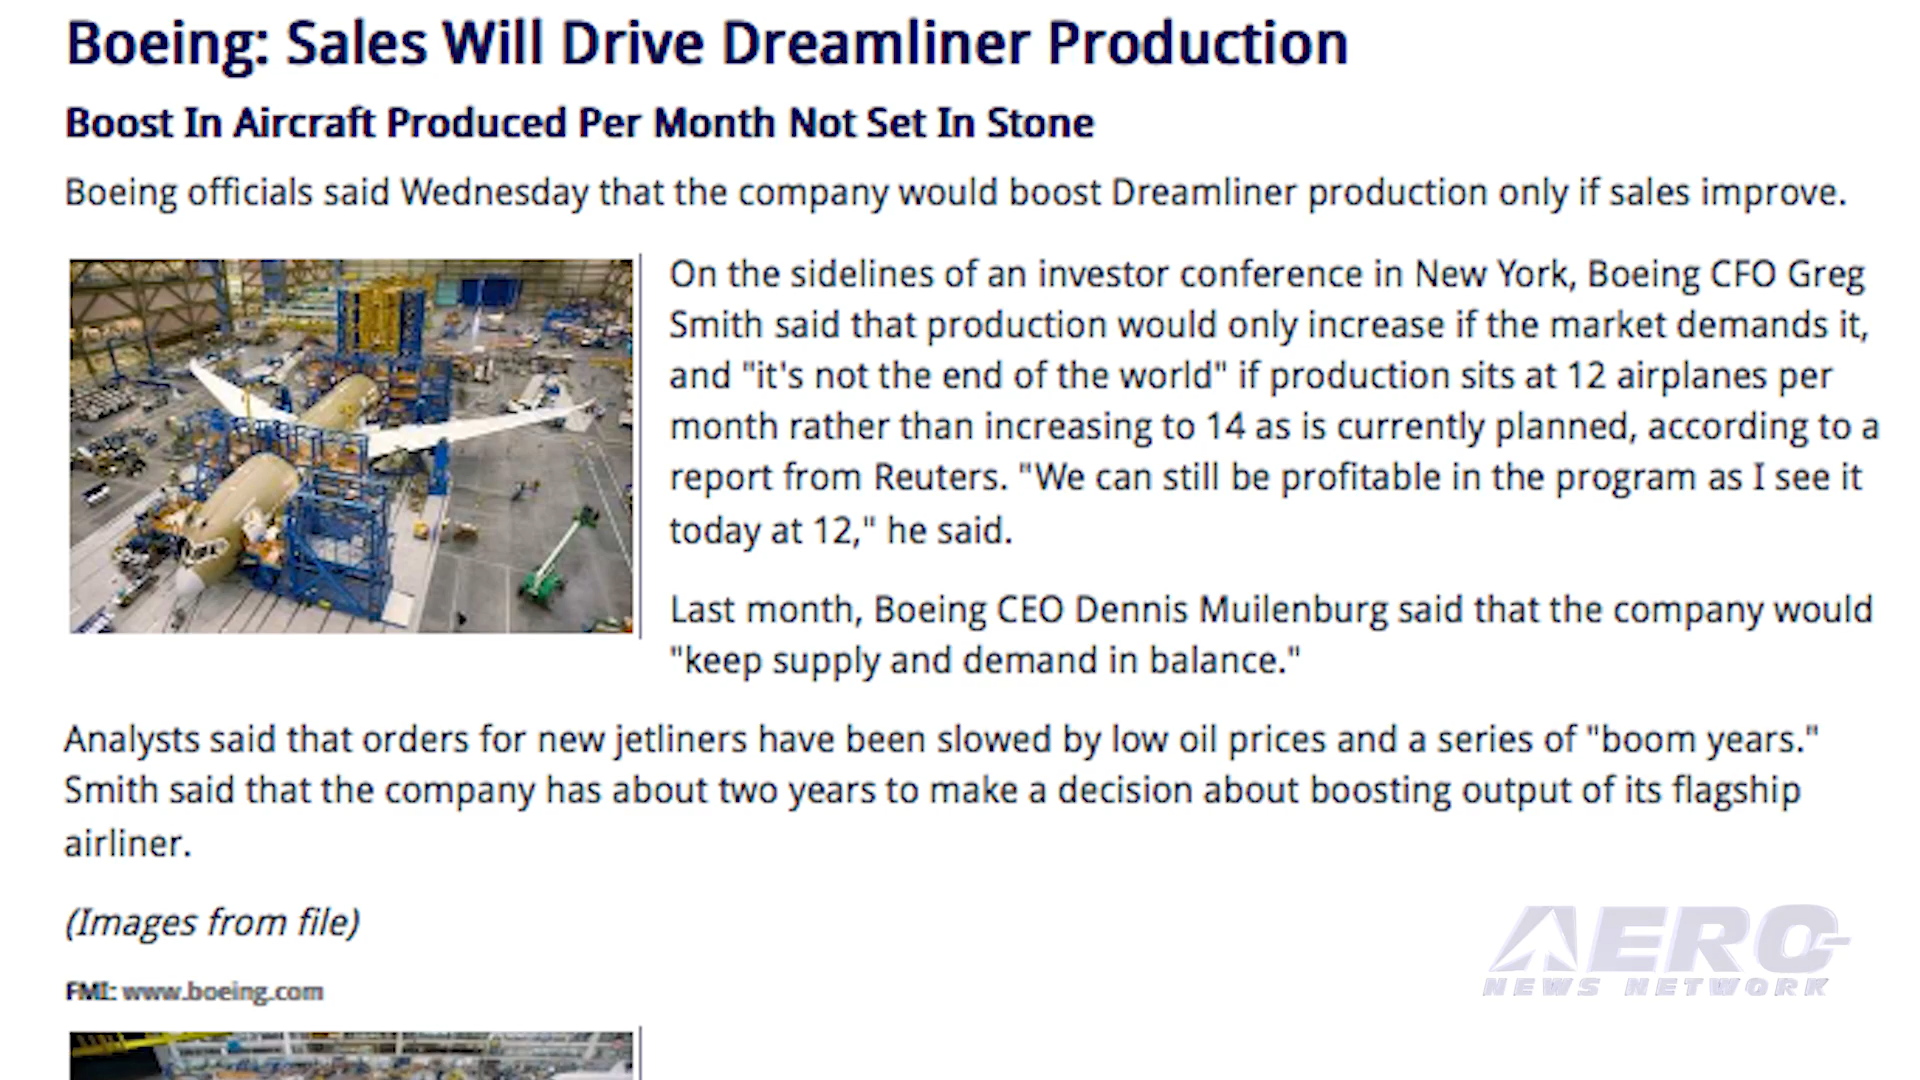 Boeing: Sales Will Drive Dreamliner Production
Boost In Aircraft Produced Per Month Not Set In Stone
Boeing officials said Wednesday that the company would boost Dreamliner production only if sales improve.
On the sidelines of an investor conference in New York, Boeing CFO Greg
Smith said that production would only increase if the market demands it,
and "it's not the end of the world" if production sits at 12 airplanes per
month rather than increasing to 14 as is currently planned, according to a
report from Reuters. "We can still be profitable in the program as I see it
today at 12," he said.
Last month, Boeing CEO Dennis Muilenburg said that the company would
"keep supply and demand in balance."
Analysts said that orders for new jetliners have been slowed by low oil prices and a series of "boom years."
Smith said that the company has about two years to make a decision about boosting output of its flagship
airliner.
(Images from file)
FMI: www.boeing.com
AERO-
NEWS NETWORK